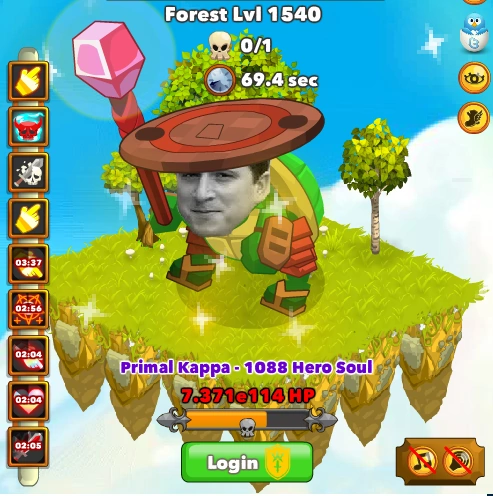 Forest Lvl 1540
0/1
69.4 sec
03:37
02:56
02:04
02:04
02:05
Primal Kappa - 1088 Hero Soul
7.371e114 HP
Login